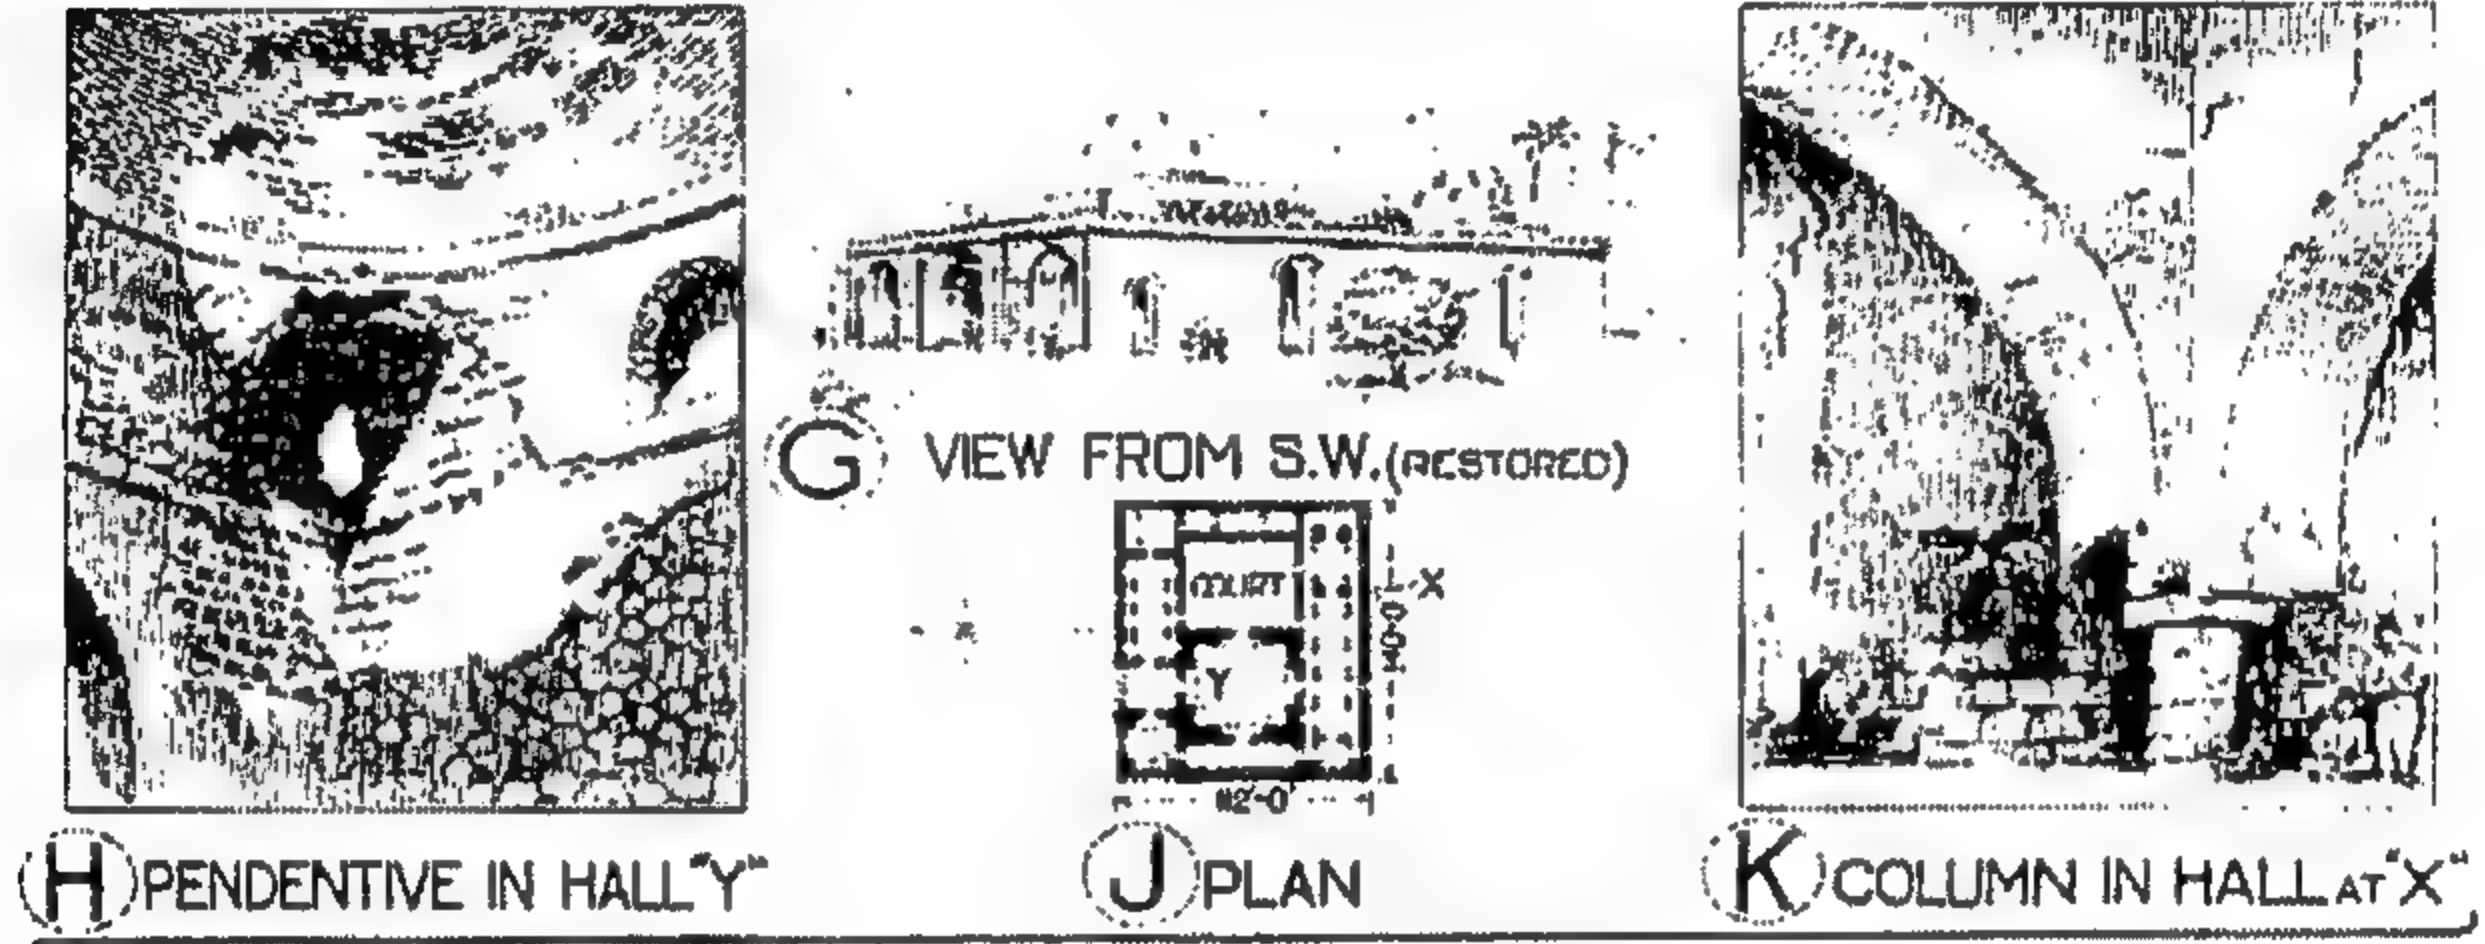 G VIEW FROM S.W. (RESTORED)
COURT
X
Y
H PENDENTIVE IN HALL "Y"
J PLAN
K COLUMN IN HALL AT "X"